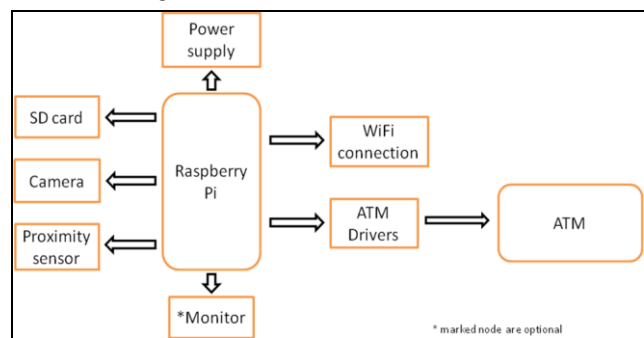 Power
supply
SD card
WiFi
connection
Camera
Raspberry
Pi
ATM
Drivers
ATM
Proximity
sensor
*Monitor
* marked node are optional